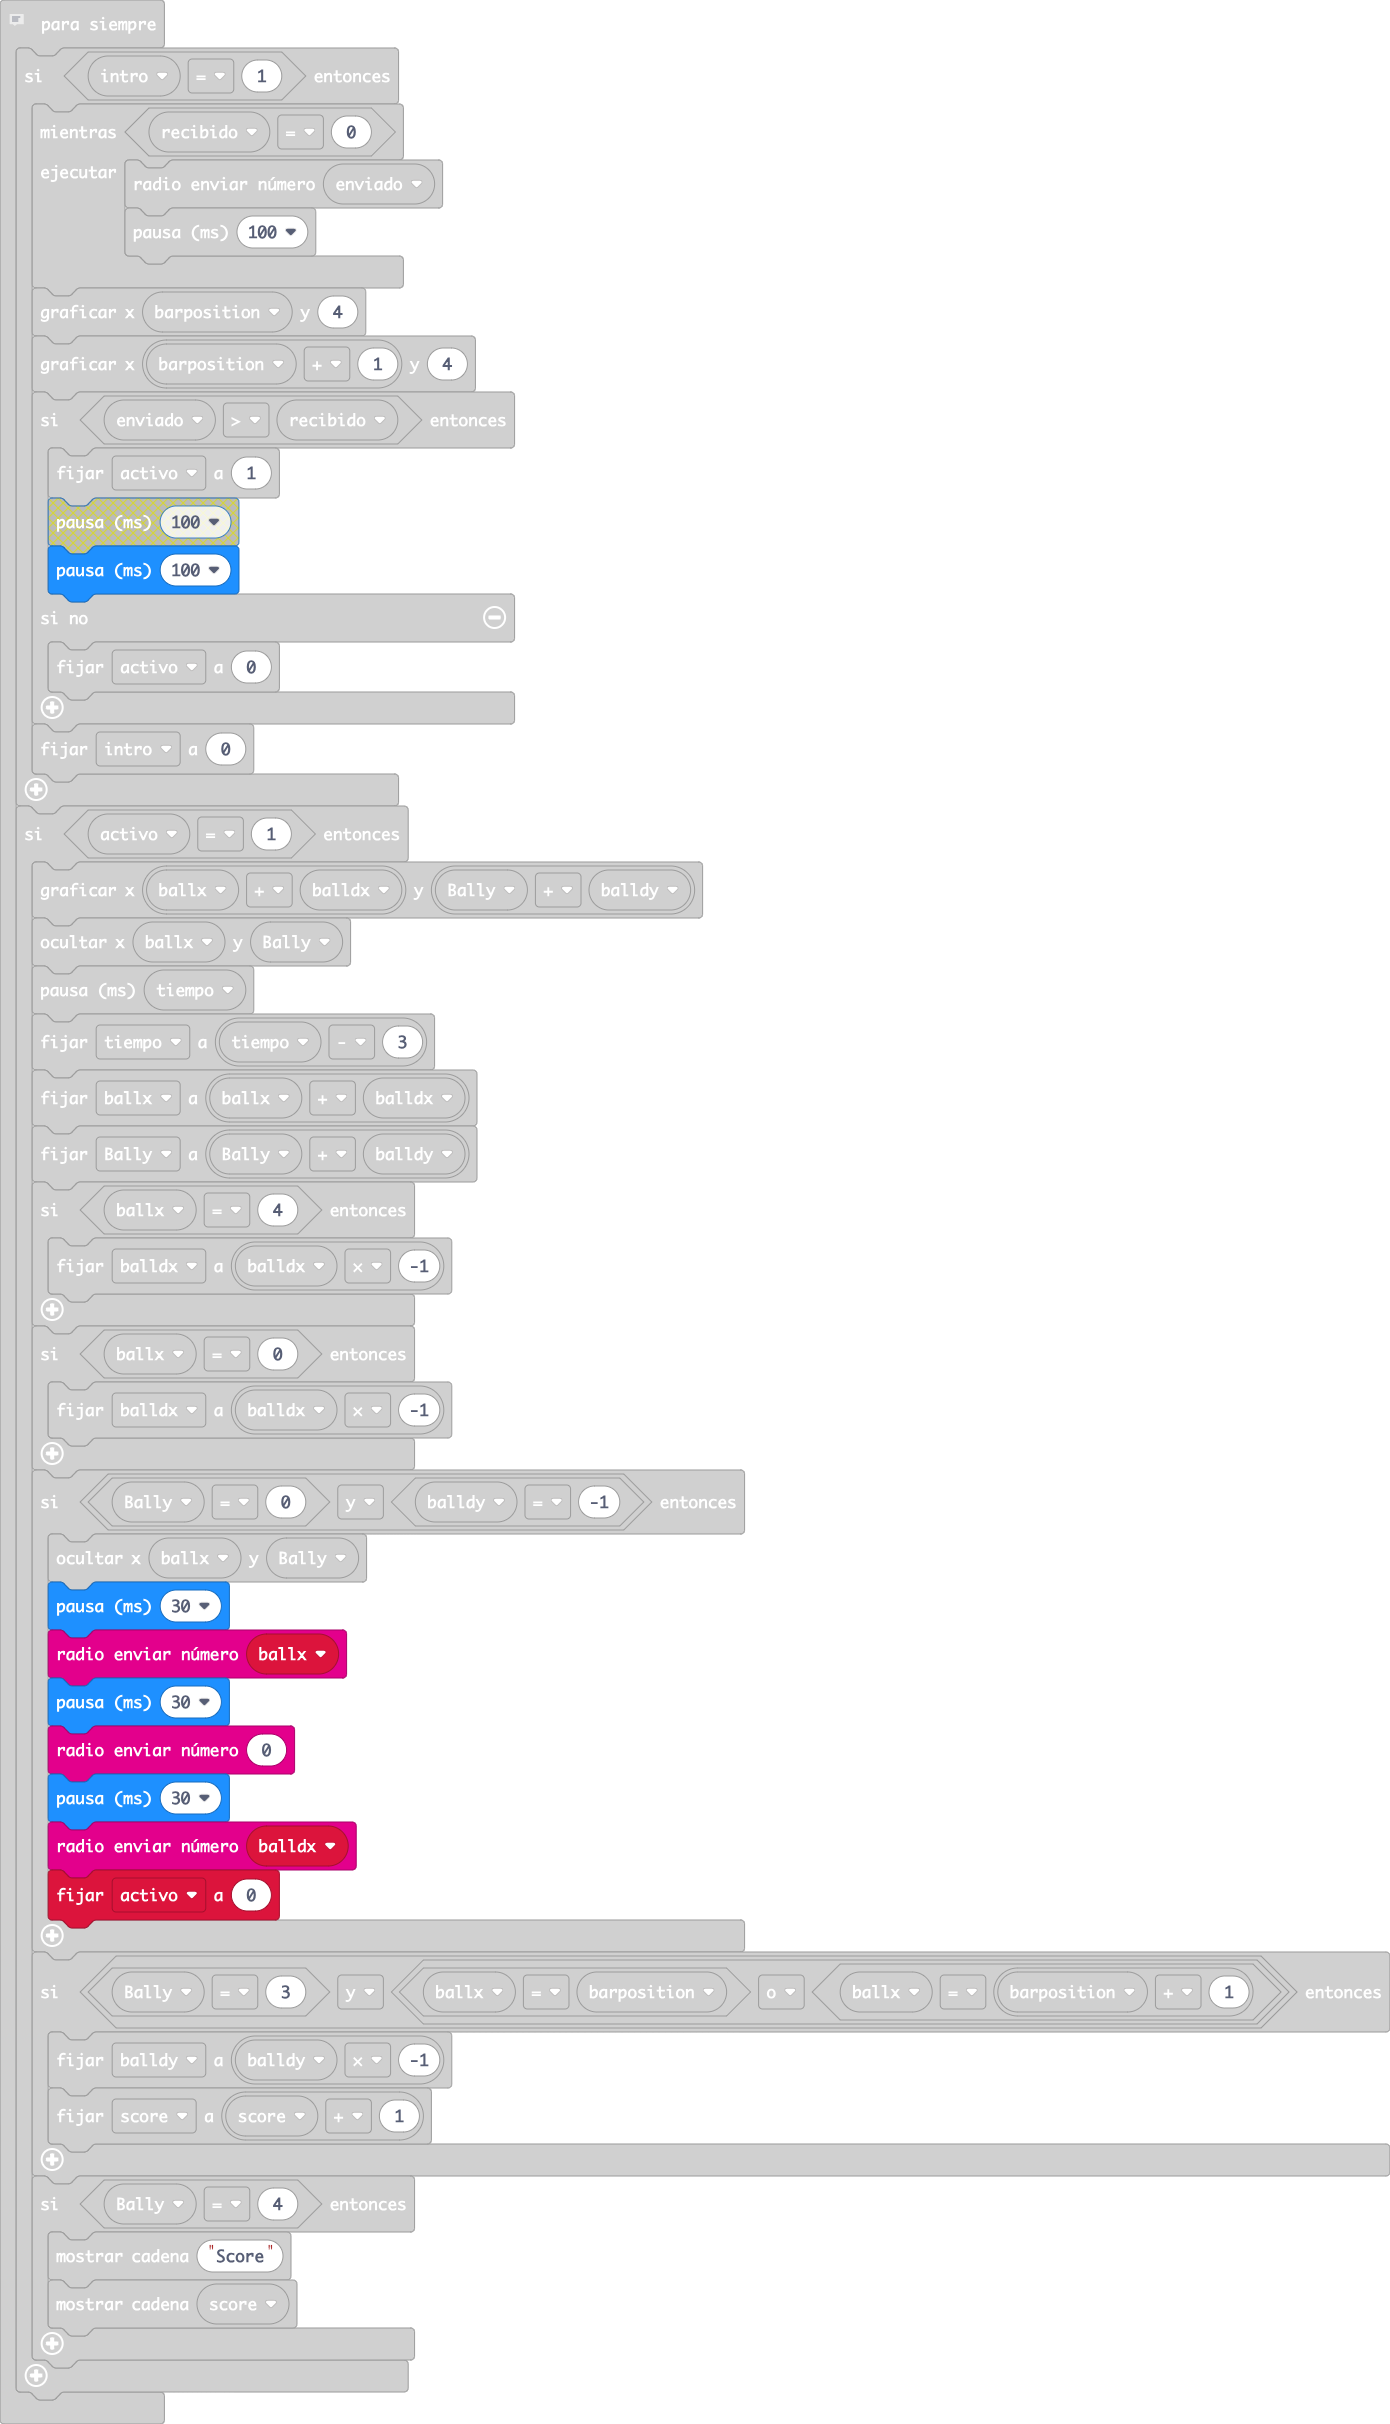 para siempre
si intro = 1 entonces
mientras recibido = 0
ejecutar radio enviar número enviado
pausa (ms) 100
graficar x barposition y 4
graficar x barposition + 1 y 4
si enviado > recibido entonces
fijar activo a 1
pausa (ms) 100
pausa (ms) 100
si no
fijar activo a 0
fijar intro a 0
si activo = 1 entonces
graficar x ballx + balldx y Bally + balldy
ocultar x ballx y Bally
pausa (ms) tiempo
fijar tiempo a tiempo - 3
fijar ballx a ballx + balldx
fijar Bally a Bally + balldy
si ballx = 4 entonces
fijar balldx a balldx × -1
si ballx = 0 entonces
fijar balldx a balldx × -1
si Bally = 0 y balldy = -1 entonces
ocultar x ballx y Bally
pausa (ms) 30
radio enviar número ballx
pausa (ms) 30
radio enviar número 0
pausa (ms) 30
radio enviar número balldx
fijar activo a 0
si Bally = 3 y ballx = barposition o ballx = barposition + 1 entonces
fijar balldy a balldy × -1
fijar score a score + 1
si Bally = 4 entonces
mostrar cadena "Score"
mostrar cadena score